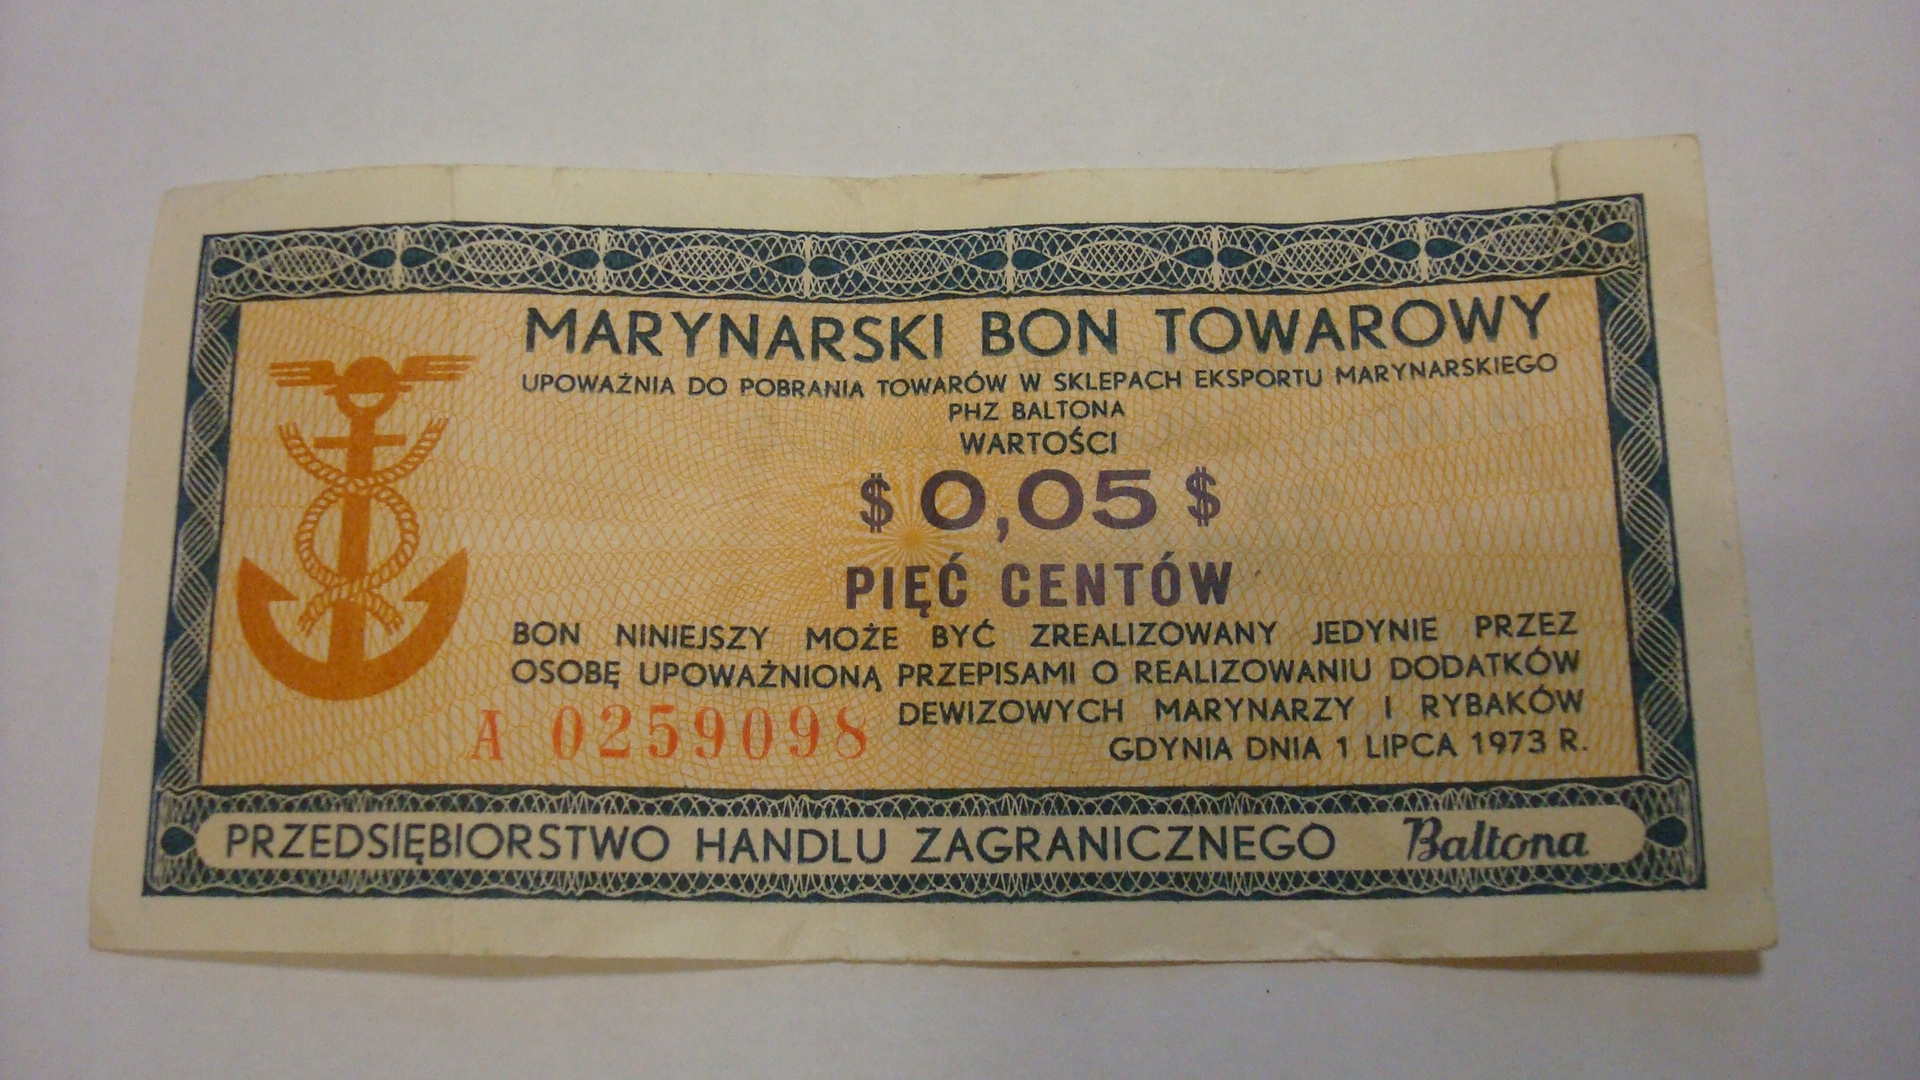 MARYNARSKI BON TOWAROWY
UPOWAŻNIA DO POBRANIA TOWARÓW W SKLEPACH EKSPORTU MARYNARSKIEGO
PHZ BALTONA
WARTOŚCI
$ 0,05 $
PIĘĆ CENTÓW
BON NINIEJSZY MOŻE BYĆ ZREALIZOWANY JEDYNIE PRZEZ
OSOBĘ UPOWAŻNIONĄ PRZEPISAMI O REALIZOWANIU DODATKÓW
DEWIZOWYCH MARYNARZY I RYBAKÓW
A 0259098
GDYNIA DNIA 1 LIPCA 1973 R.
PRZEDSIĘBIORSTWO HANDLU ZAGRANICZNEGO Baltona